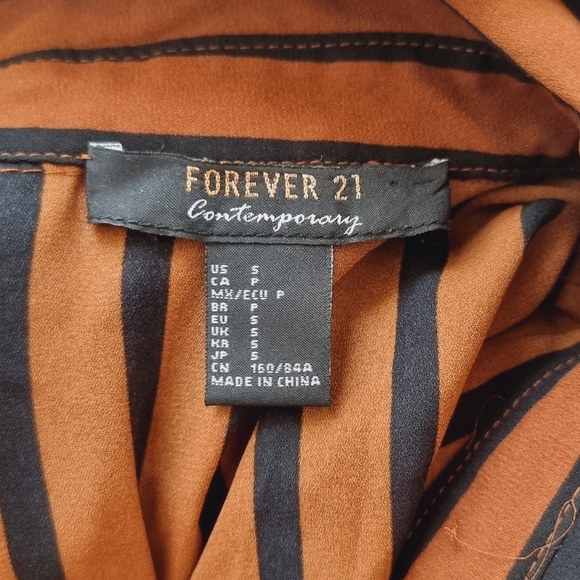 FOREVER 21
Contemporary
US S
CA P
MX/ECU P
BR P
EU S
UK S
KR S
JP S
CN 160/84A
MADE IN CHINA